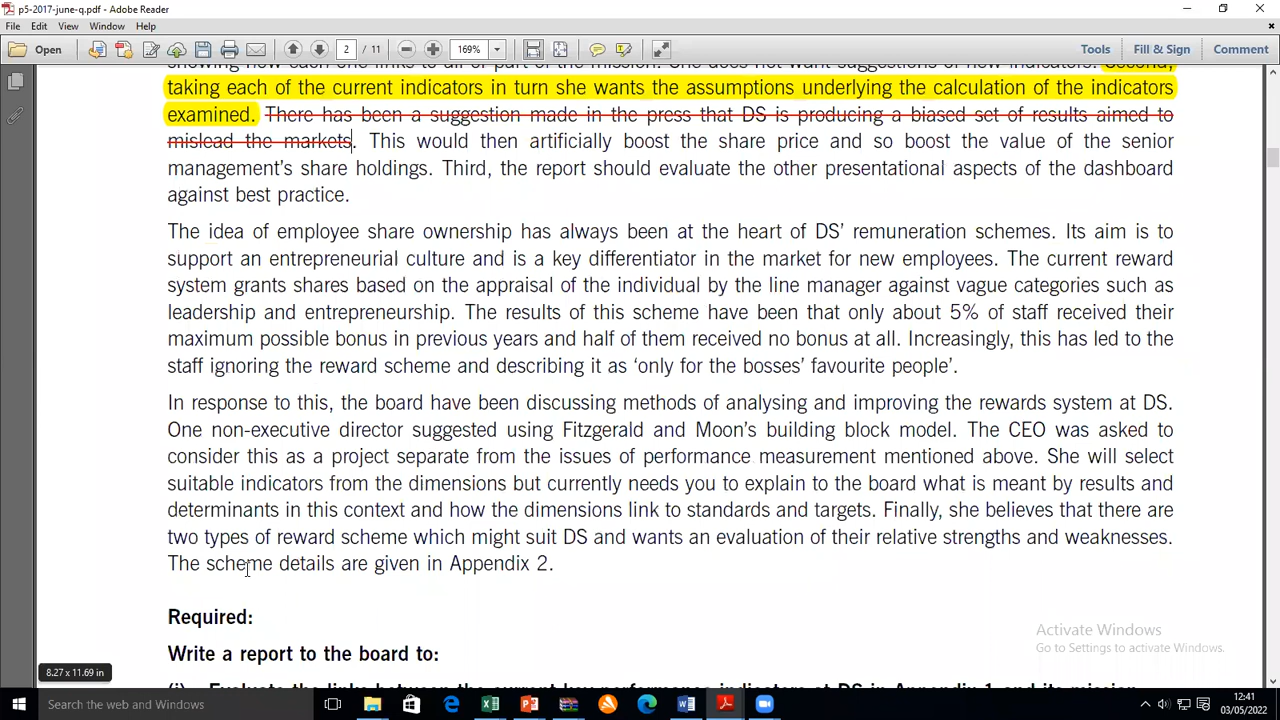 p5-2017-june-q.pdf - Adobe Reader
File Edit View Window Help
Open 2 / 11 169% Tools Fill & Sign Comment
taking each of the current indicators in turn she wants the assumptions underlying the calculation of the indicators
examined. There has been a suggestion made in the press that DS is producing a biased set of results aimed to
mislead the markets. This would then artificially boost the share price and so boost the value of the senior
management's share holdings. Third, the report should evaluate the other presentational aspects of the dashboard
against best practice.
The idea of employee share ownership has always been at the heart of DS' remuneration schemes. Its aim is to
support an entrepreneurial culture and is a key differentiator in the market for new employees. The current reward
system grants shares based on the appraisal of the individual by the line manager against vague categories such as
leadership and entrepreneurship. The results of this scheme have been that only about 5% of staff received their
maximum possible bonus in previous years and half of them received no bonus at all. Increasingly, this has led to the
staff ignoring the reward scheme and describing it as 'only for the bosses' favourite people'.
In response to this, the board have been discussing methods of analysing and improving the rewards system at DS.
One non-executive director suggested using Fitzgerald and Moon's building block model. The CEO was asked to
consider this as a project separate from the issues of performance measurement mentioned above. She will select
suitable indicators from the dimensions but currently needs you to explain to the board what is meant by results and
determinants in this context and how the dimensions link to standards and targets. Finally, she believes that there are
two types of reward scheme which might suit DS and wants an evaluation of their relative strengths and weaknesses.
The scheme details are given in Appendix 2.
Required:
Activate Windows
Go to Settings to activate Windows.
Write a report to the board to:
8.27 x 11.69 in
Search the web and Windows
12:41
03/05/2022